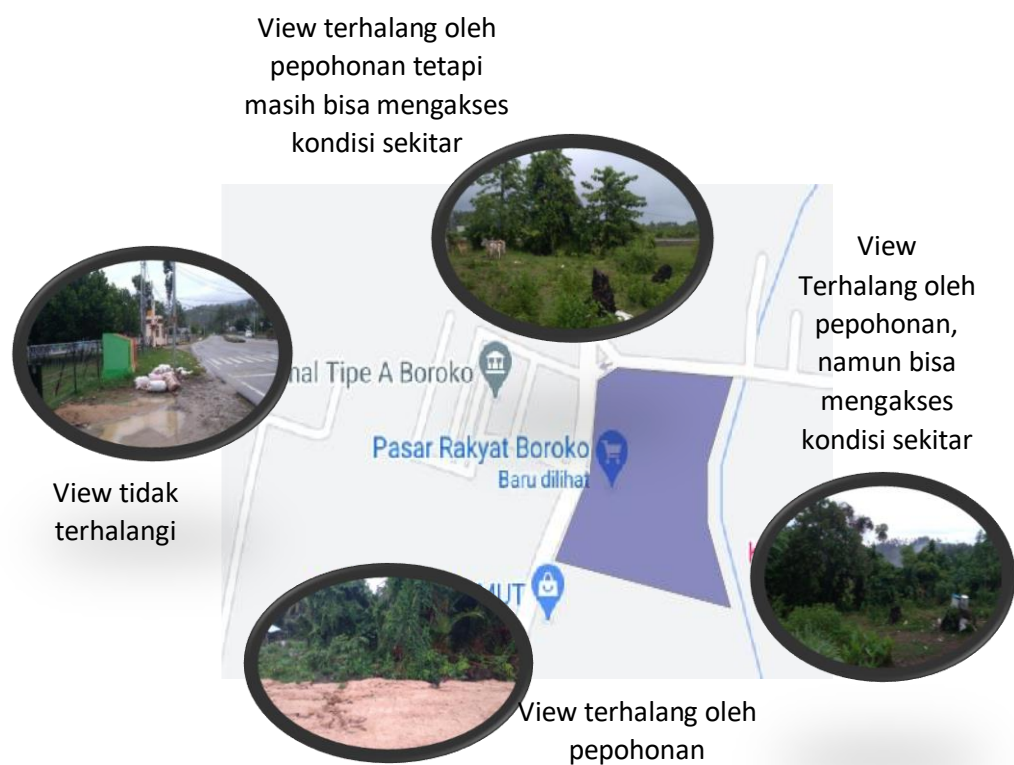 View terhalang oleh
pepohonan tetapi
masih bisa mengakses
kondisi sekitar
View
Terhalang oleh
pepohonan,
namun bisa
mengakses
kondisi sekitar
nal Tipe A Boroko
Pasar Rakyat Boroko
Baru dilihat
View tidak
terhalangi
MUT
View terhalang oleh
pepohonan